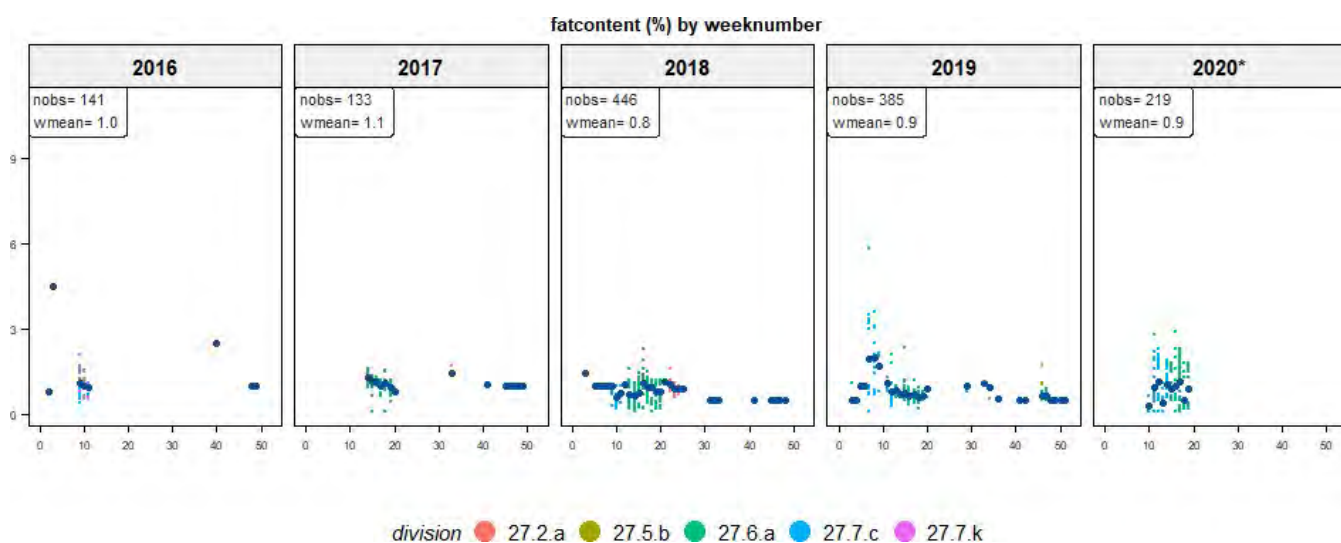 fatcontent (%) by weeknumber
2016 2017 2018 2019 2020*
nobs= 141 nobs= 133 nobs= 446 nobs= 385 nobs= 219
wmean= 1.0 wmean= 1.1 wmean= 0.8 wmean= 0.9 wmean= 0.9
9
6
3
0
0 10 20 30 40 50 0 10 20 30 40 50 0 10 20 30 40 50 0 10 20 30 40 50 0 10 20 30 40 50
division 27.2.a 27.5.b 27.6.a 27.7.c 27.7.k